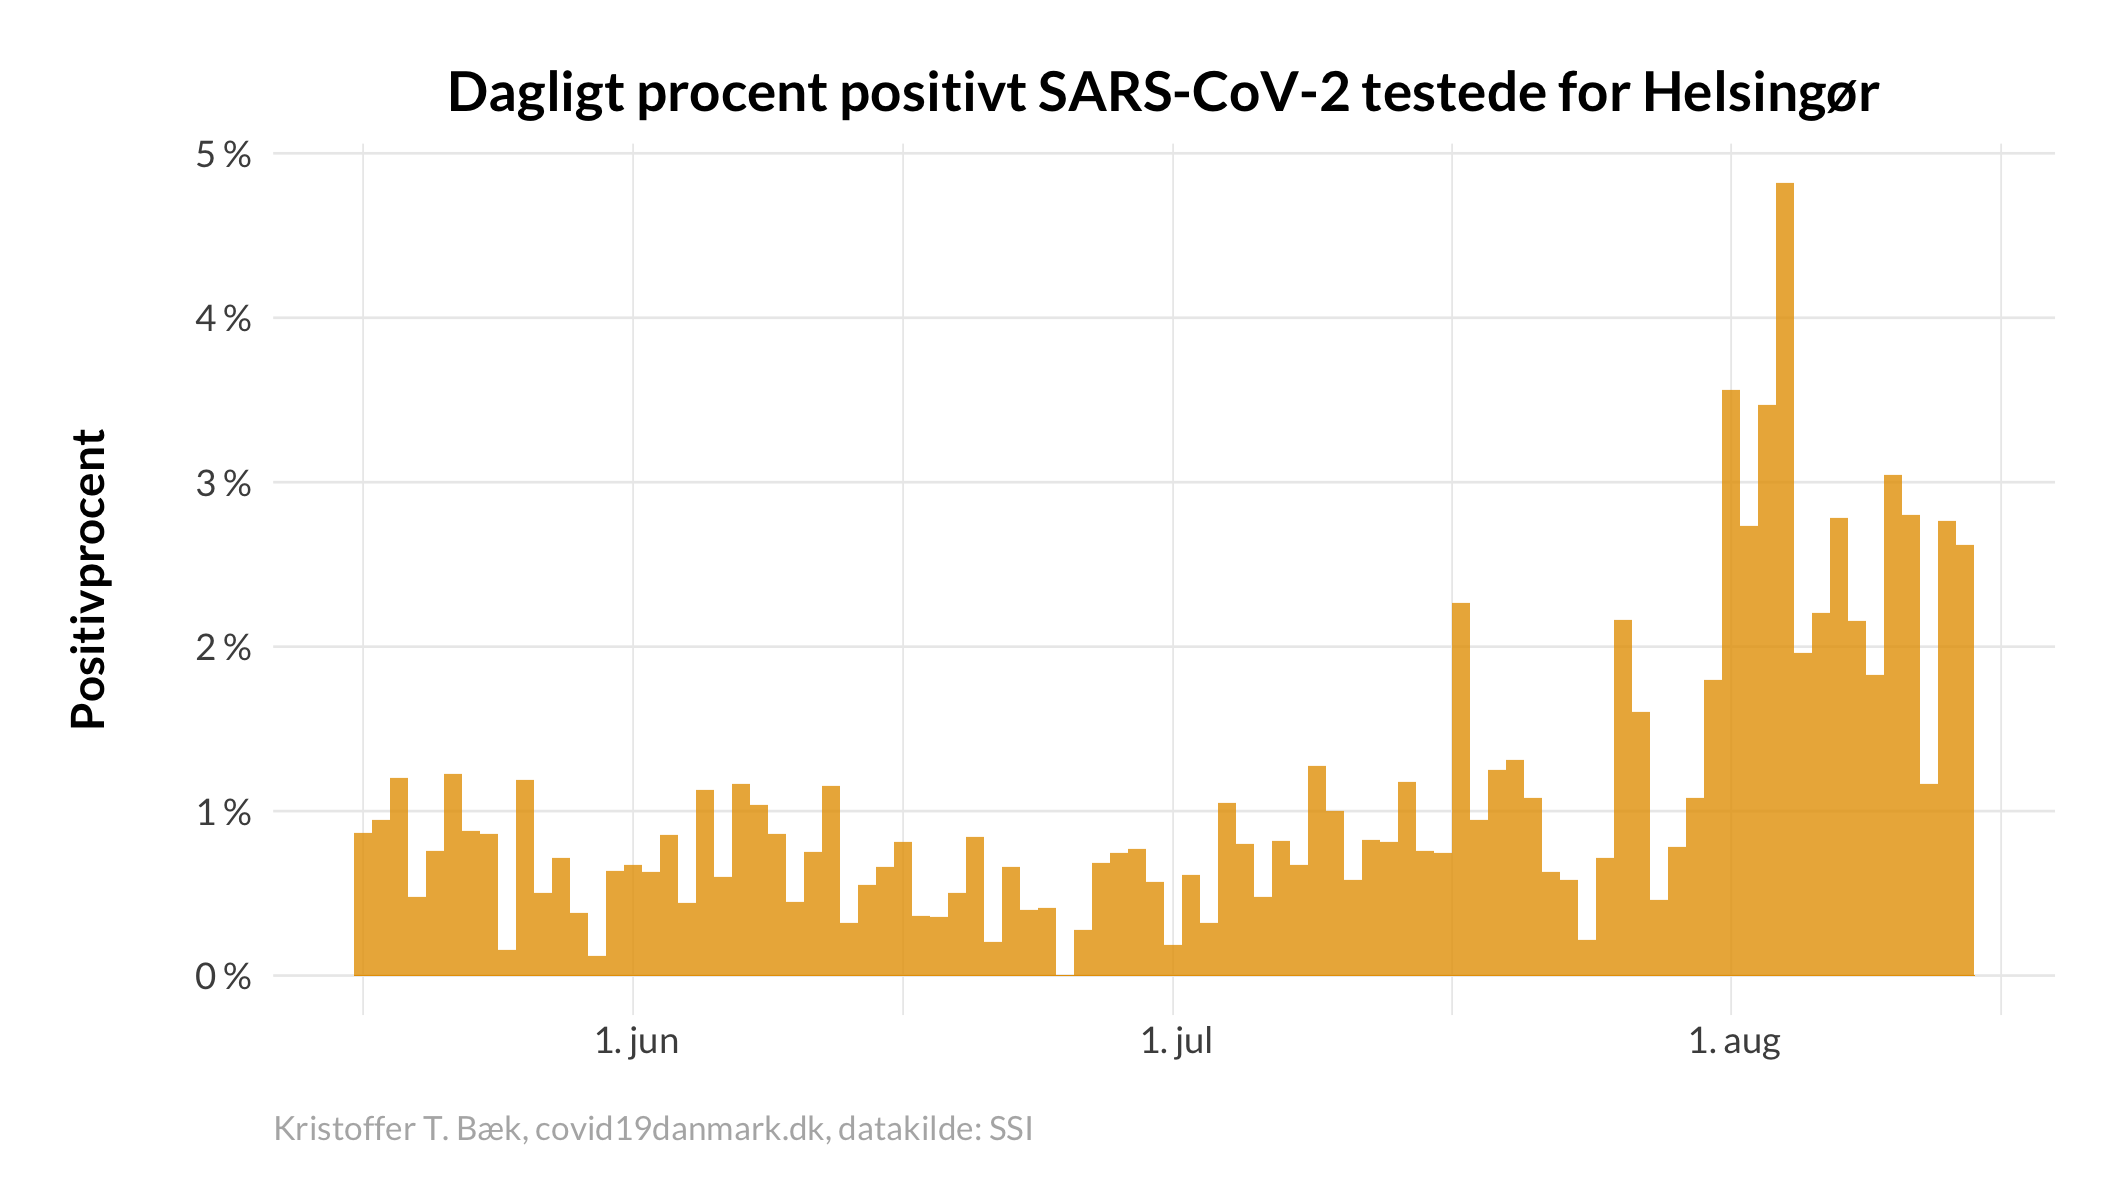 Dagligt procent positivt SARS-CoV-2 testede for Helsingør
5 %
4 %
3 %
2 %
1 %
0 %
Positivprocent
1. jun
1. jul
1. aug
Kristoffer T. Bæk, covid19danmark.dk, datakilde: SSI